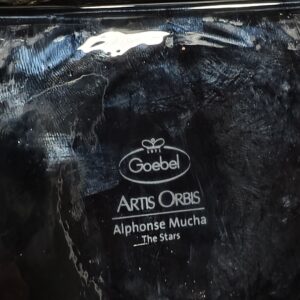 Goebel
ARTIS ORBIS
Alphonse Mucha
The Stars